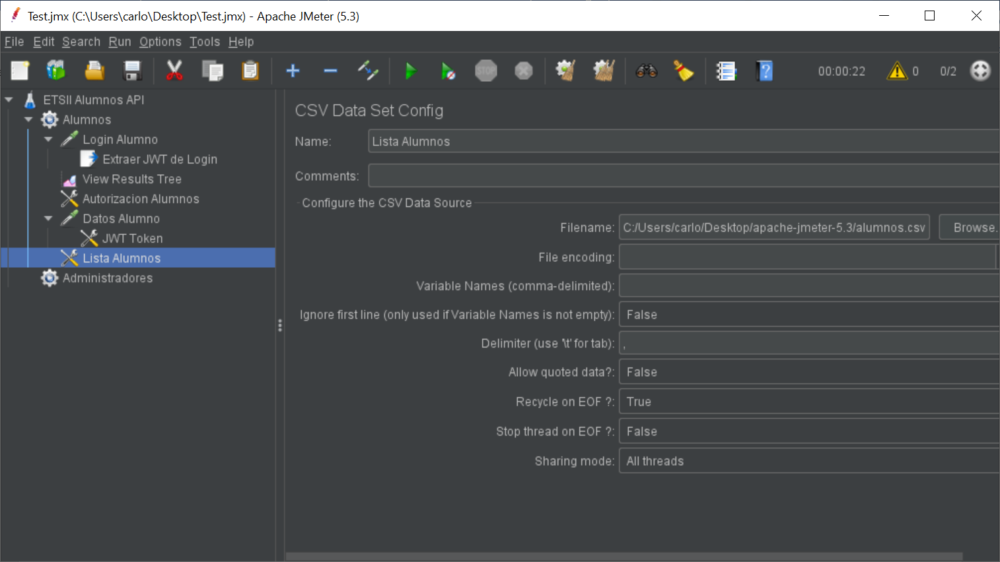 Test.jmx (C:\Users\carlo\Desktop\Test.jmx) - Apache JMeter (5.3)
File Edit Search Run Options Tools Help
STOP 00:00:22 0 0/2
ETSII Alumnos API
Alumnos
Login Alumno
Extraer JWT de Login
View Results Tree
Autorizacion Alumnos
Datos Alumno
JWT Token
Lista Alumnos
Administradores
CSV Data Set Config
Name: Lista Alumnos
Comments:
Configure the CSV Data Source
Filename: C:/Users/carlo/Desktop/apache-jmeter-5.3/alumnos.csv Browse.
File encoding:
Variable Names (comma-delimited):
Ignore first line (only used if Variable Names is not empty): False
Delimiter (use '\t' for tab): ,
Allow quoted data?: False
Recycle on EOF ?: True
Stop thread on EOF ?: False
Sharing mode: All threads